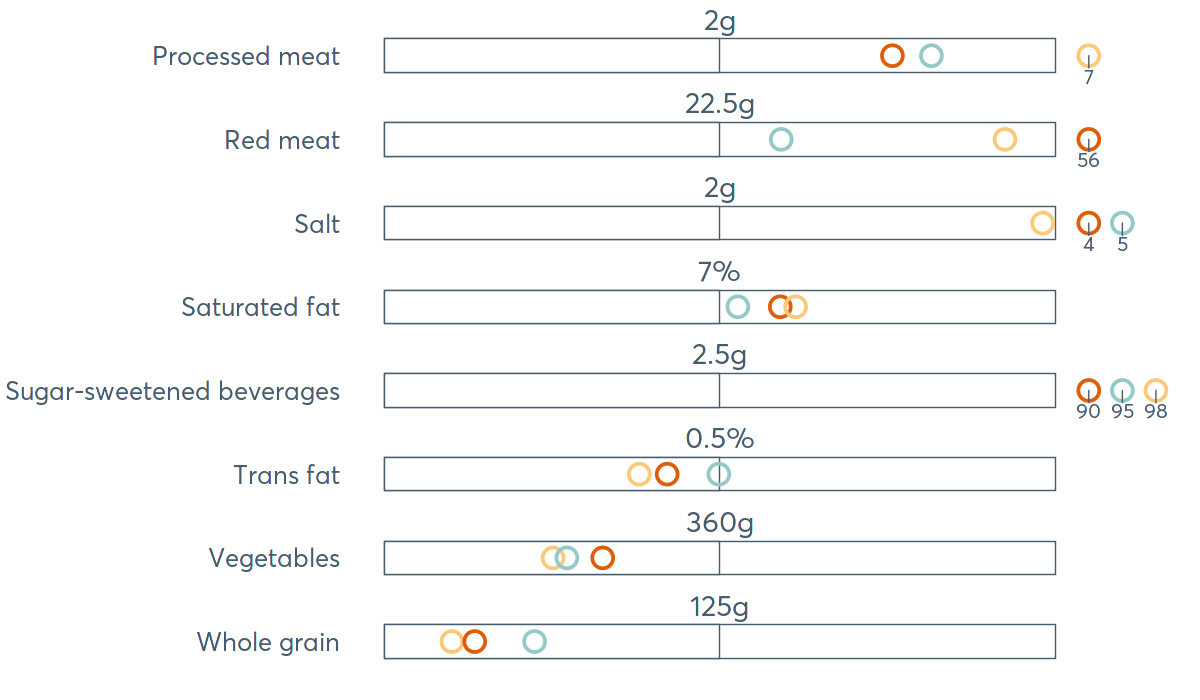 2g
Processed meat
7
22.5g
Red meat
56
2g
Salt
4 5
7%
Saturated fat
2.5g
Sugar-sweetened beverages
90 95 98
0.5%
Trans fat
360g
Vegetables
125g
Whole grain